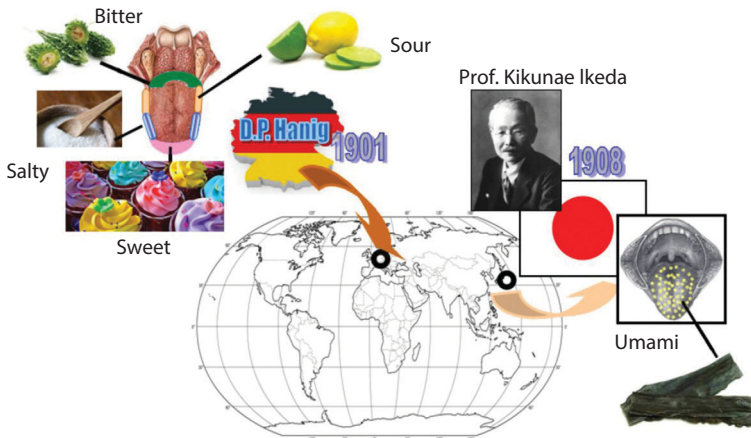 Bitter
Sour
Salty
Sweet
D.P. Hanig
1901
Prof. Kikunae Ikeda
1908
Umami